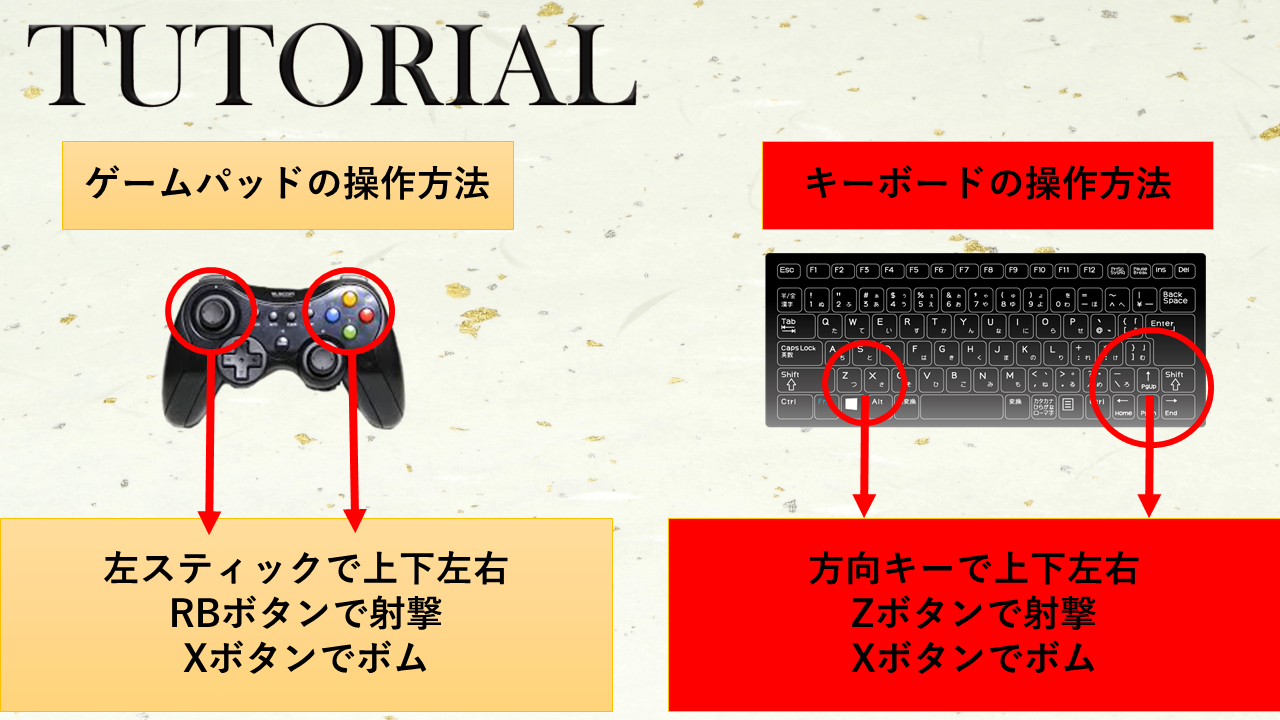 TUTORIAL
ゲームパッドの操作方法
キーボードの操作方法
Esc F1 F2 F3 F4 F5 F6 F7 F8 F9 F10 F11 F12 Ins Del
Back Space
Tab Q W E R T Y U I O P Enter
Caps Lock 英数 A S D F G H J K L
Shift Z X C V B N M PgUp Shift
Ctrl Alt 変換 Home End
左スティックで上下左右
RBボタンで射撃
Xボタンでボム
方向キーで上下左右
Zボタンで射撃
Xボタンでボム